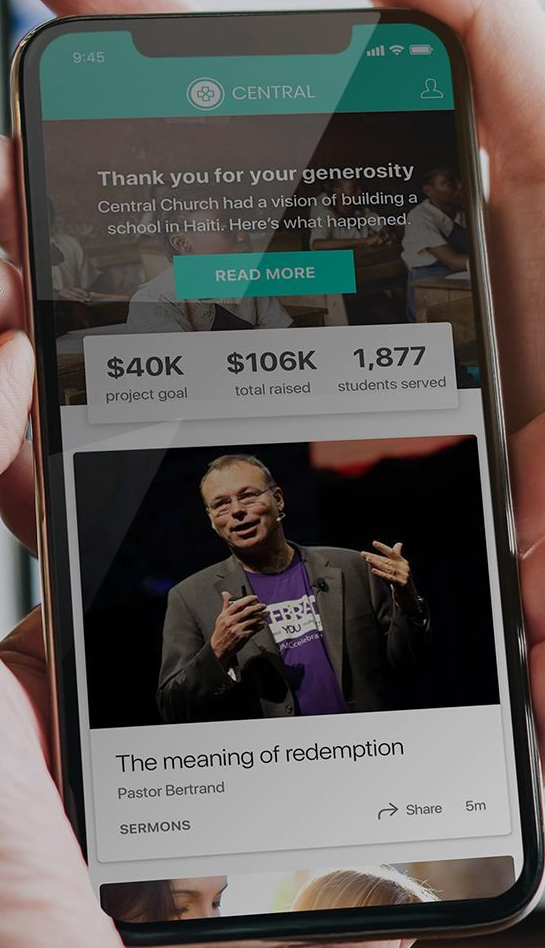 9:45
CENTRAL
Thank you for your generosity
Central Church had a vision of building a
school in Haiti. Here's what happened.
READ MORE
$40K $106K 1,877
project goal total raised students served
YOU
The meaning of redemption
Pastor Bertrand
SERMONS Share 5m